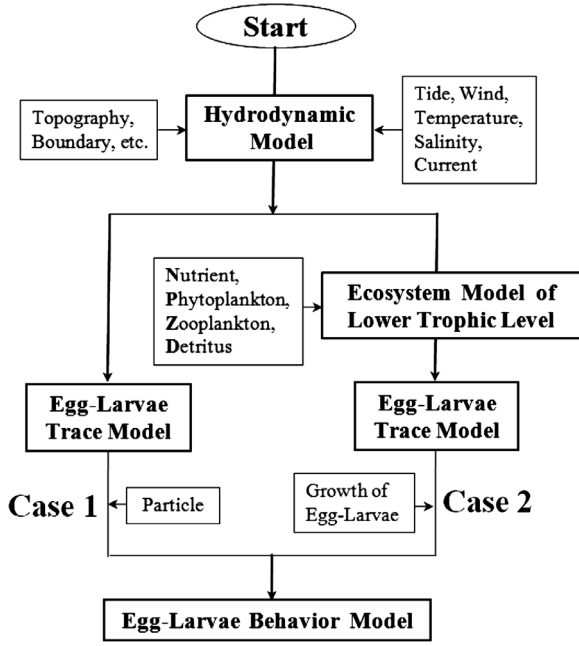 Start
Topography,
Boundary, etc.
Hydrodynamic
Model
Tide, Wind,
Temperature,
Salinity,
Current
Nutrient,
Phytoplankton,
Zooplankton,
Detritus
Ecosystem Model of
Lower Trophic Level
Egg-Larvae
Trace Model
Egg-Larvae
Trace Model
Case 1
Particle
Growth of
Egg-Larvae
Case 2
Egg-Larvae Behavior Model